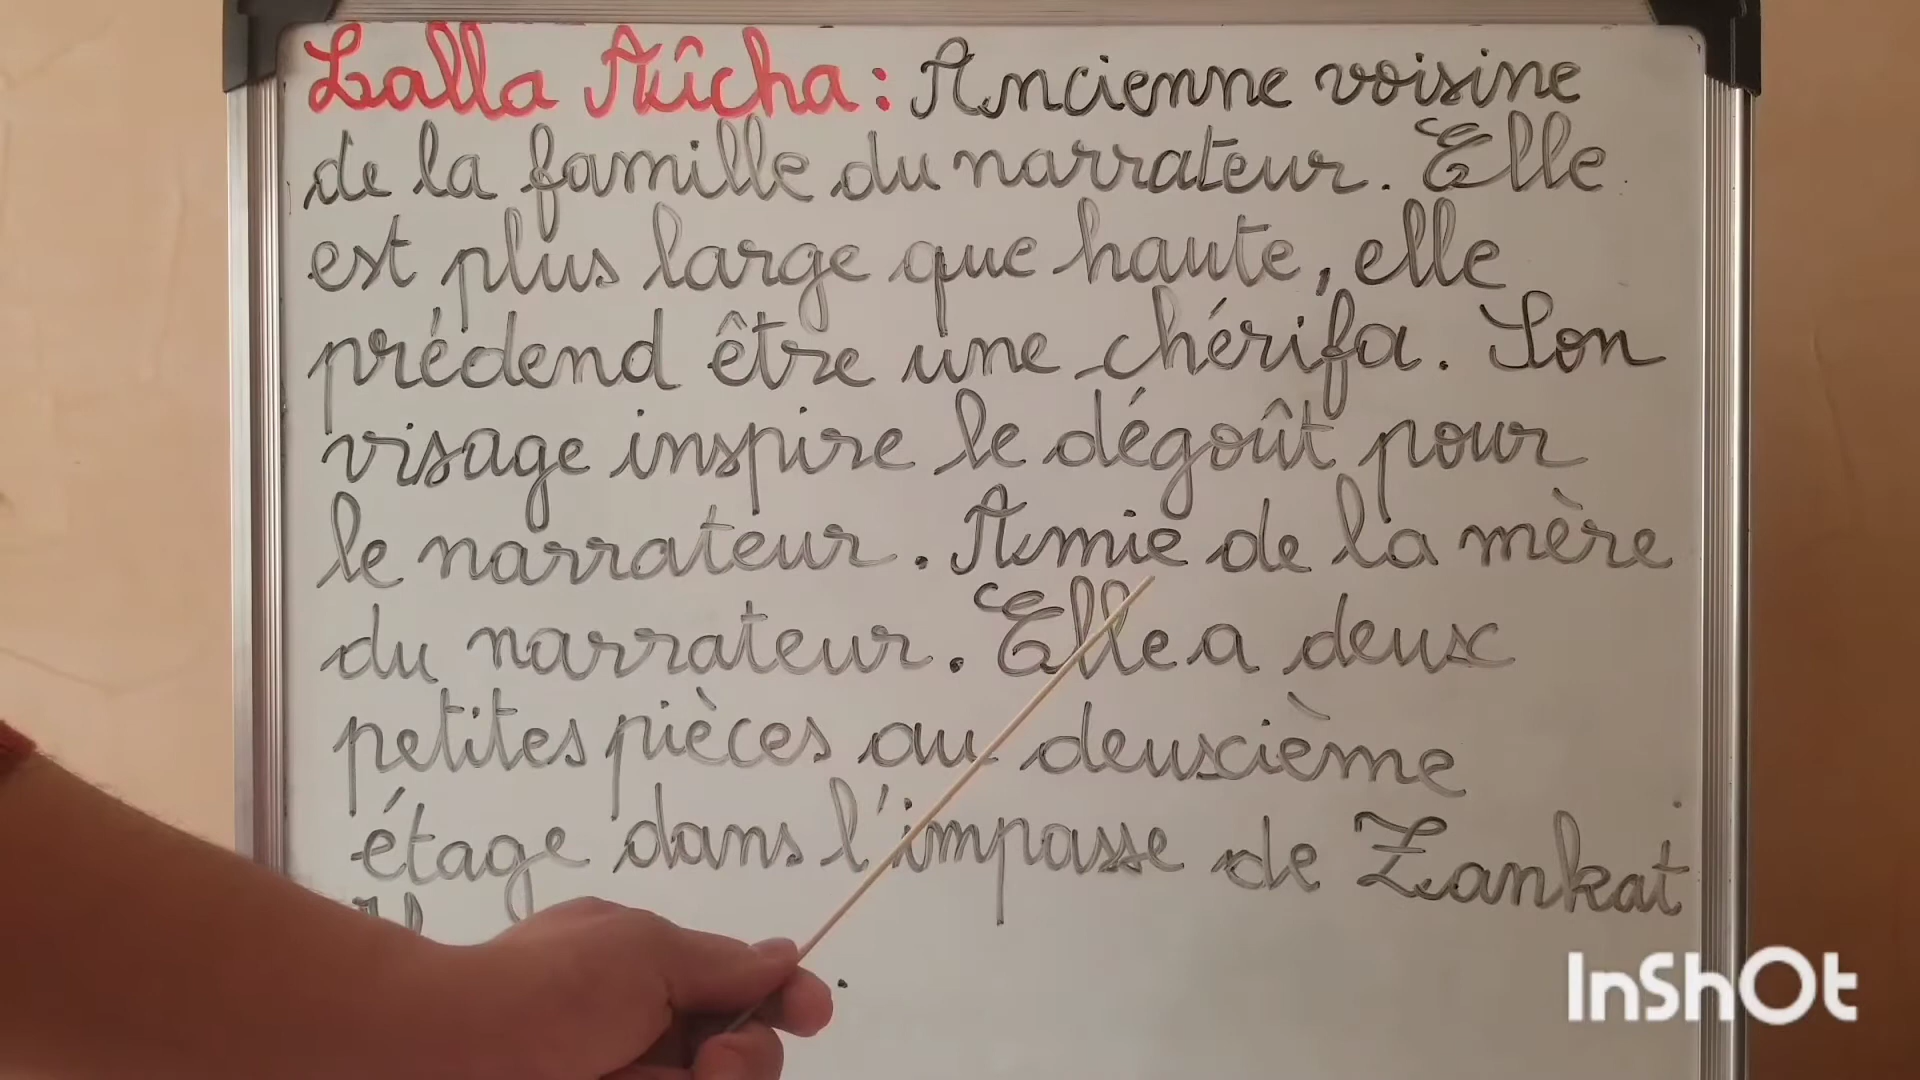 Lalla Aîcha : Ancienne voisine
de la famille du narrateur. Elle
est plus large que haute, elle
prédend être une chérifa. Son
visage inspire le dégoût pour
le narrateur. Amie de la mère
du narrateur. Elle a deux
petites pièces au deuxième
étage dans l'impasse de Zankat
InShOt